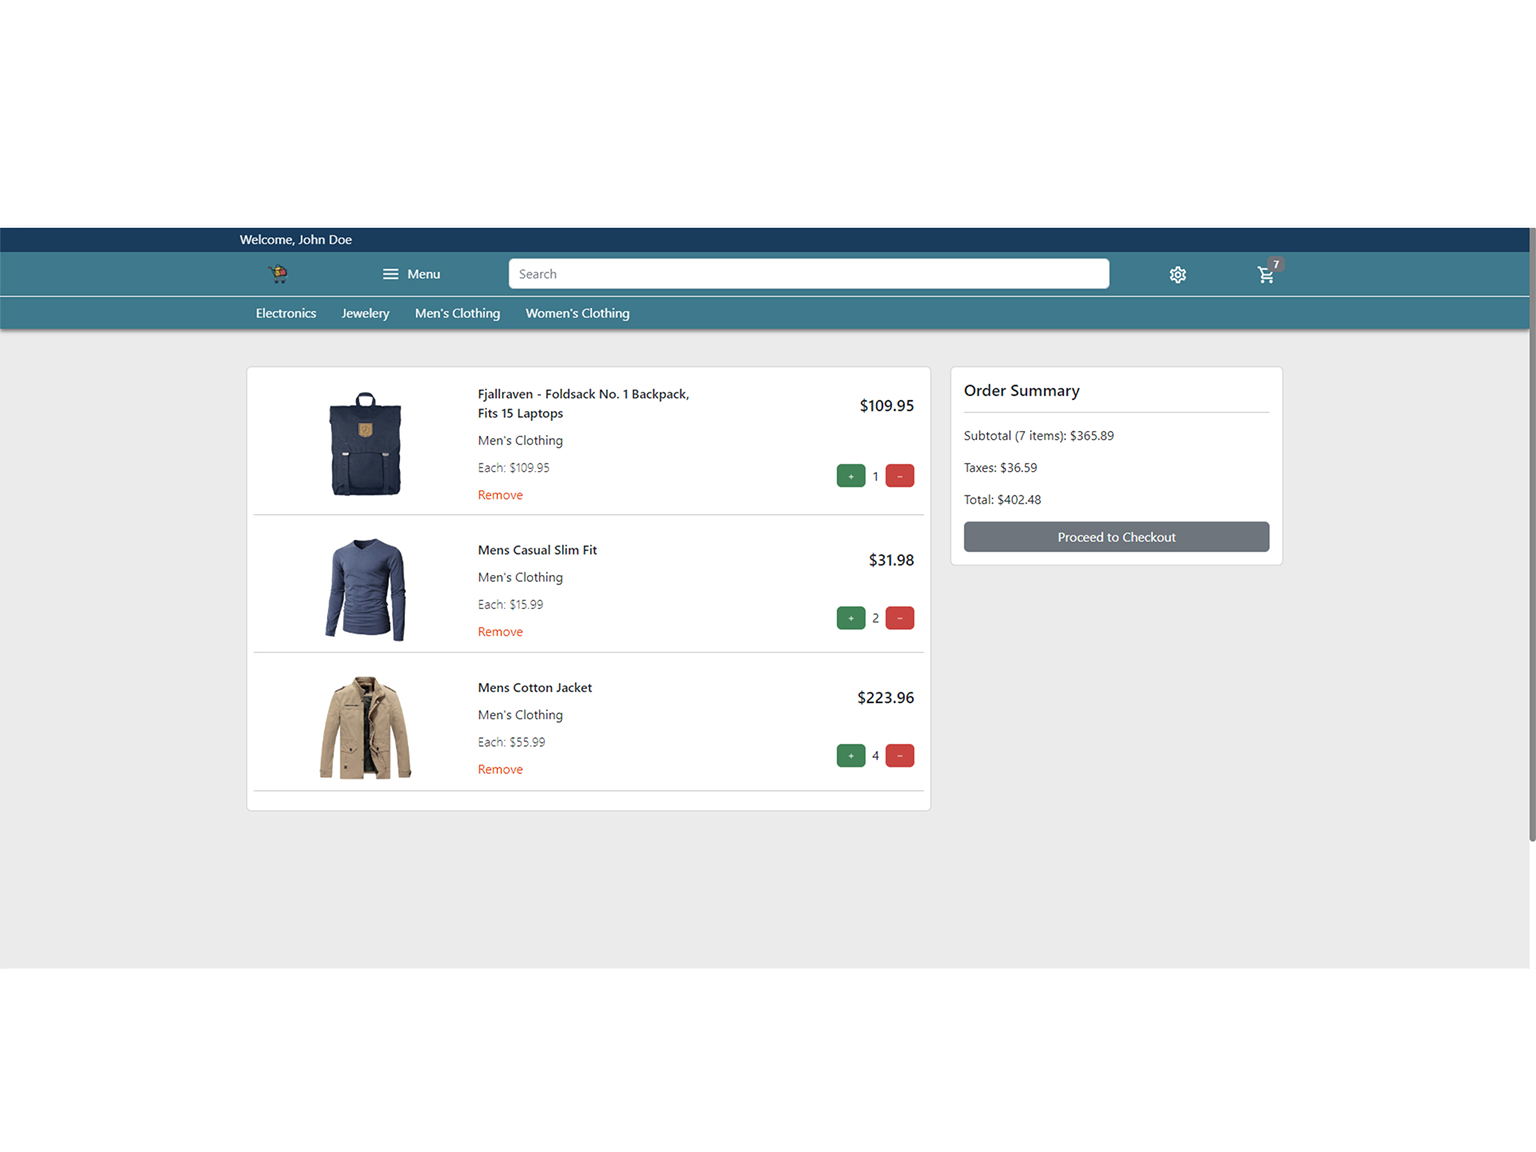 Welcome, John Doe
Menu
Search
7
Electronics
Jewelery
Men's Clothing
Women's Clothing
Fjallraven - Foldsack No. 1 Backpack,
Fits 15 Laptops
$109.95
Men's Clothing
Each: $109.95
+ 1 -
Remove
Mens Casual Slim Fit
$31.98
Men's Clothing
Each: $15.99
+ 2 -
Remove
Mens Cotton Jacket
$223.96
Men's Clothing
Each: $55.99
+ 4 -
Remove
Order Summary
Subtotal (7 items): $365.89
Taxes: $36.59
Total: $402.48
Proceed to Checkout